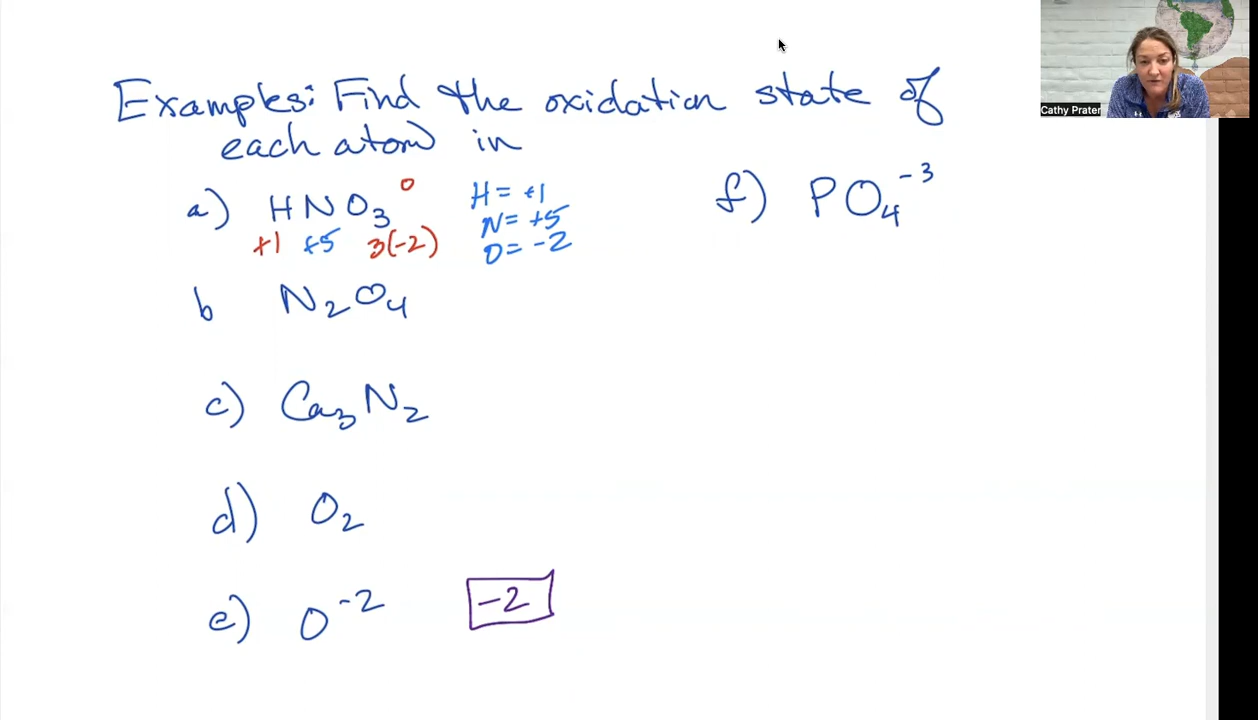 Examples: Find the oxidation state of
each atom in
a) HNO₃ ⁰
+1 +5 3(-2)
H = +1
N = +5
O = -2
b N₂O₄
c) Ca₃N₂
d) O₂
e) O⁻² -2
f) PO₄⁻³
Cathy Prater